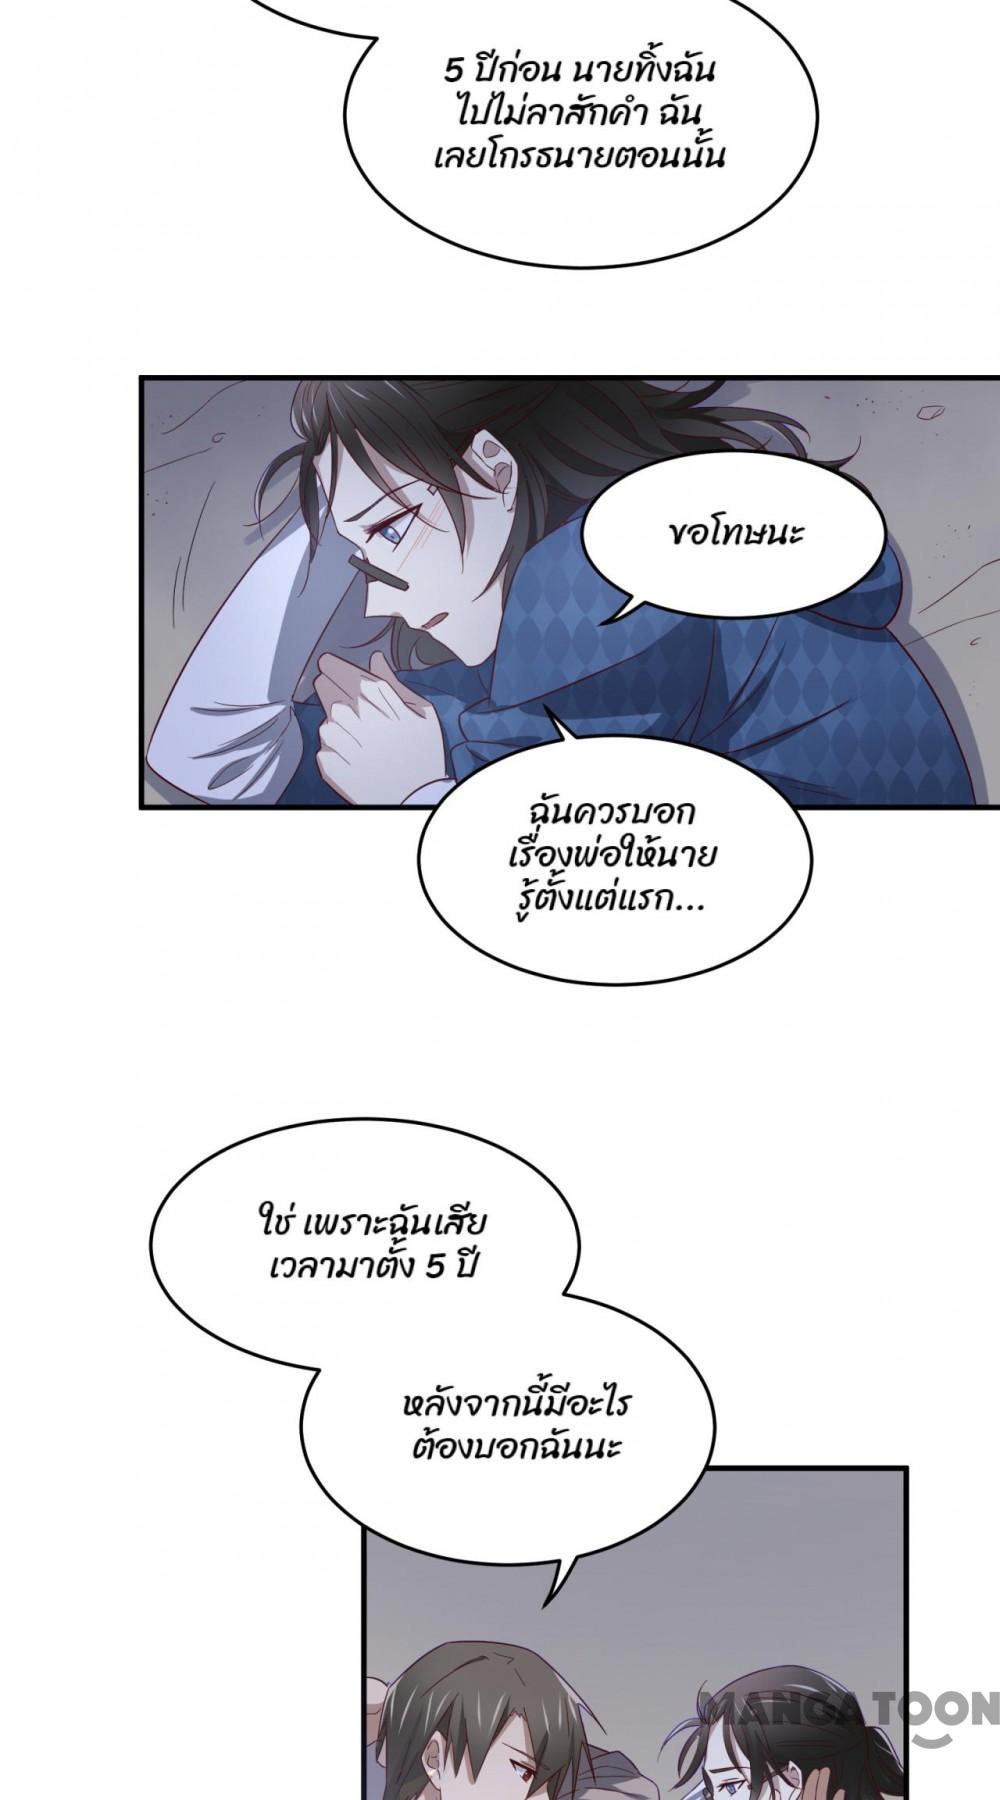 5 ปีก่อน นายทิ้งฉัน
ไปไม่ลาสักคำ ฉัน
เลยโกรธนายตอนนั้น
ขอโทษนะ
ฉันควรบอก
เรื่องพ่อให้นาย
รู้ตั้งแต่แรก...
ใช่ เพราะฉันเสีย
เวลามาตั้ง 5 ปี
หลังจากนี้มีอะไร
ต้องบอกฉันนะ
MANGA TOON